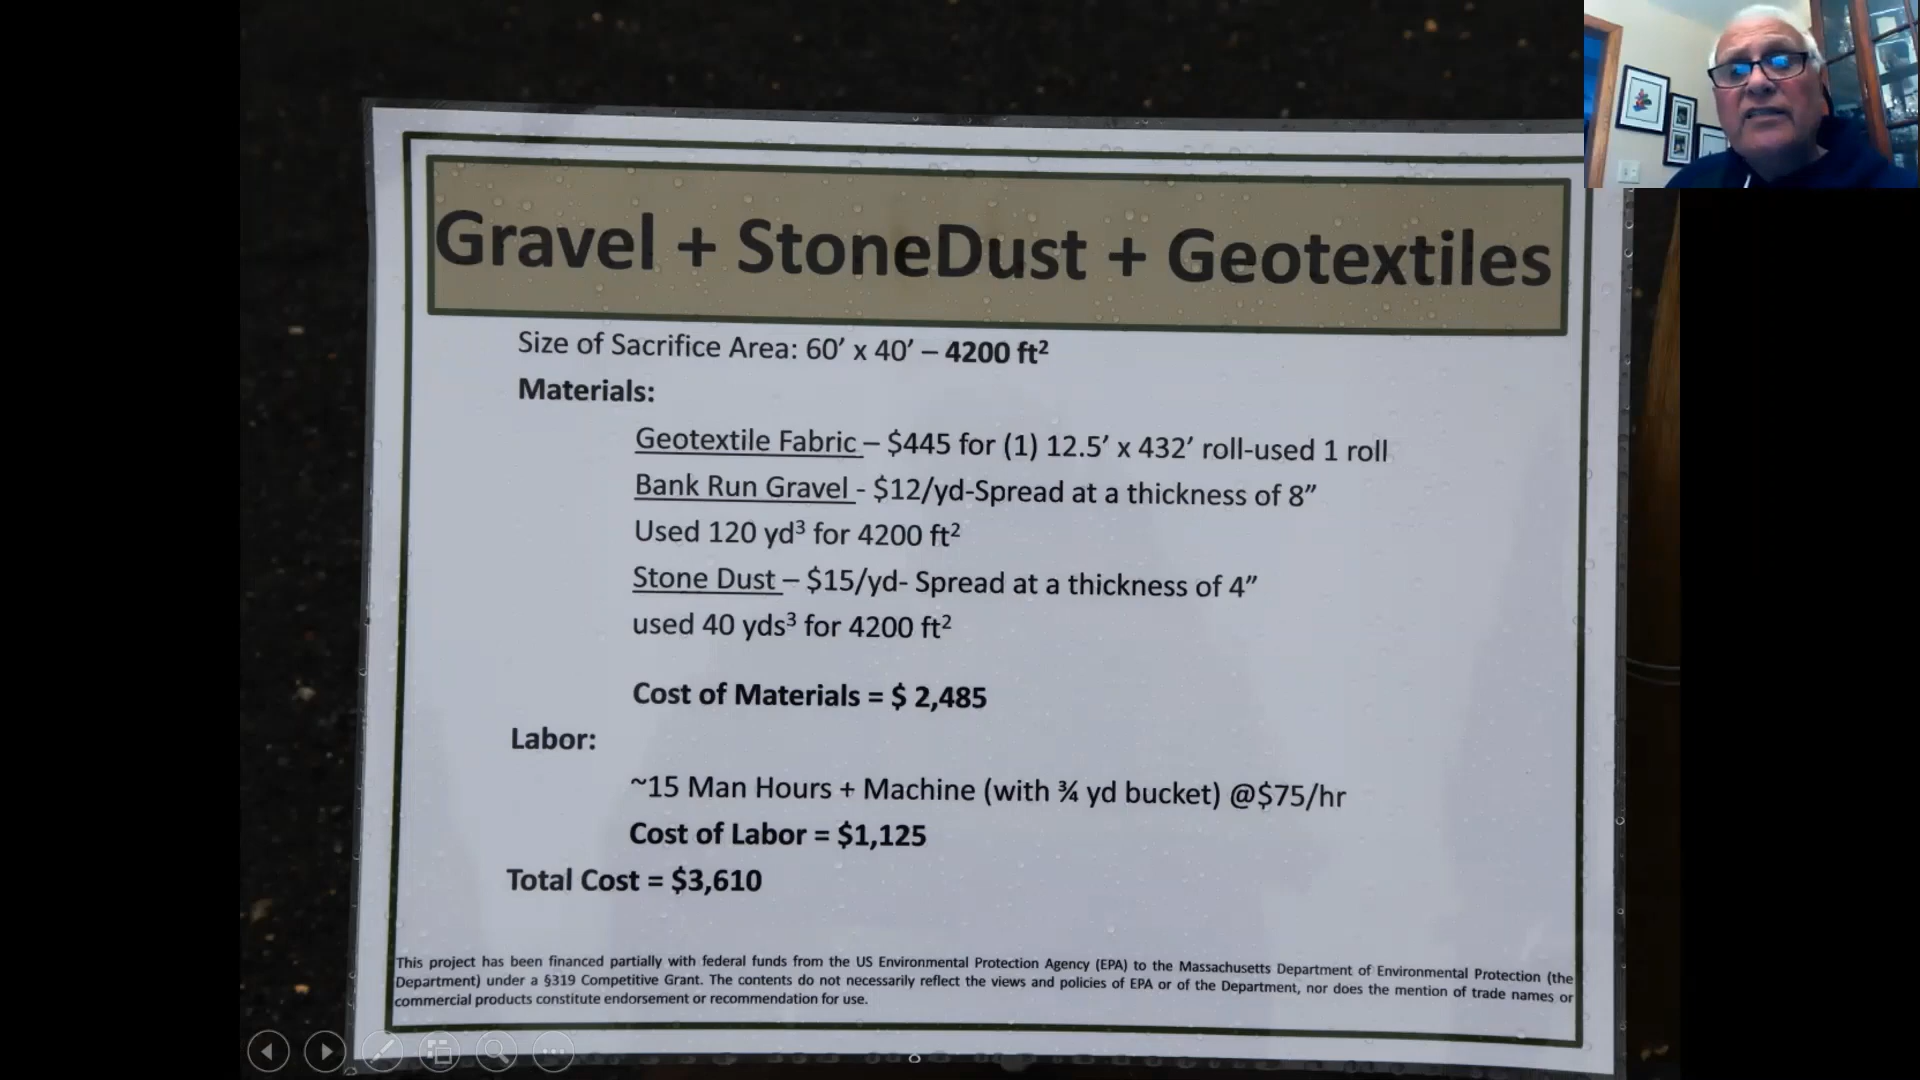 Gravel + StoneDust + Geotextiles
Size of Sacrifice Area: 60’ x 40’ – 4200 ft²
Materials:
Geotextile Fabric – $445 for (1) 12.5’ x 432’ roll-used 1 roll
Bank Run Gravel - $12/yd-Spread at a thickness of 8”
Used 120 yd³ for 4200 ft²
Stone Dust – $15/yd- Spread at a thickness of 4”
used 40 yds³ for 4200 ft²
Cost of Materials = $ 2,485
Labor:
~15 Man Hours + Machine (with ¾ yd bucket) @$75/hr
Cost of Labor = $1,125
Total Cost = $3,610
This project has been financed partially with federal funds from the US Environmental Protection Agency (EPA) to the Massachusetts Department of Environmental Protection (the
Department) under a §319 Competitive Grant. The contents do not necessarily reflect the views and policies of EPA or of the Department, nor does the mention of trade names or
commercial products constitute endorsement or recommendation for use.